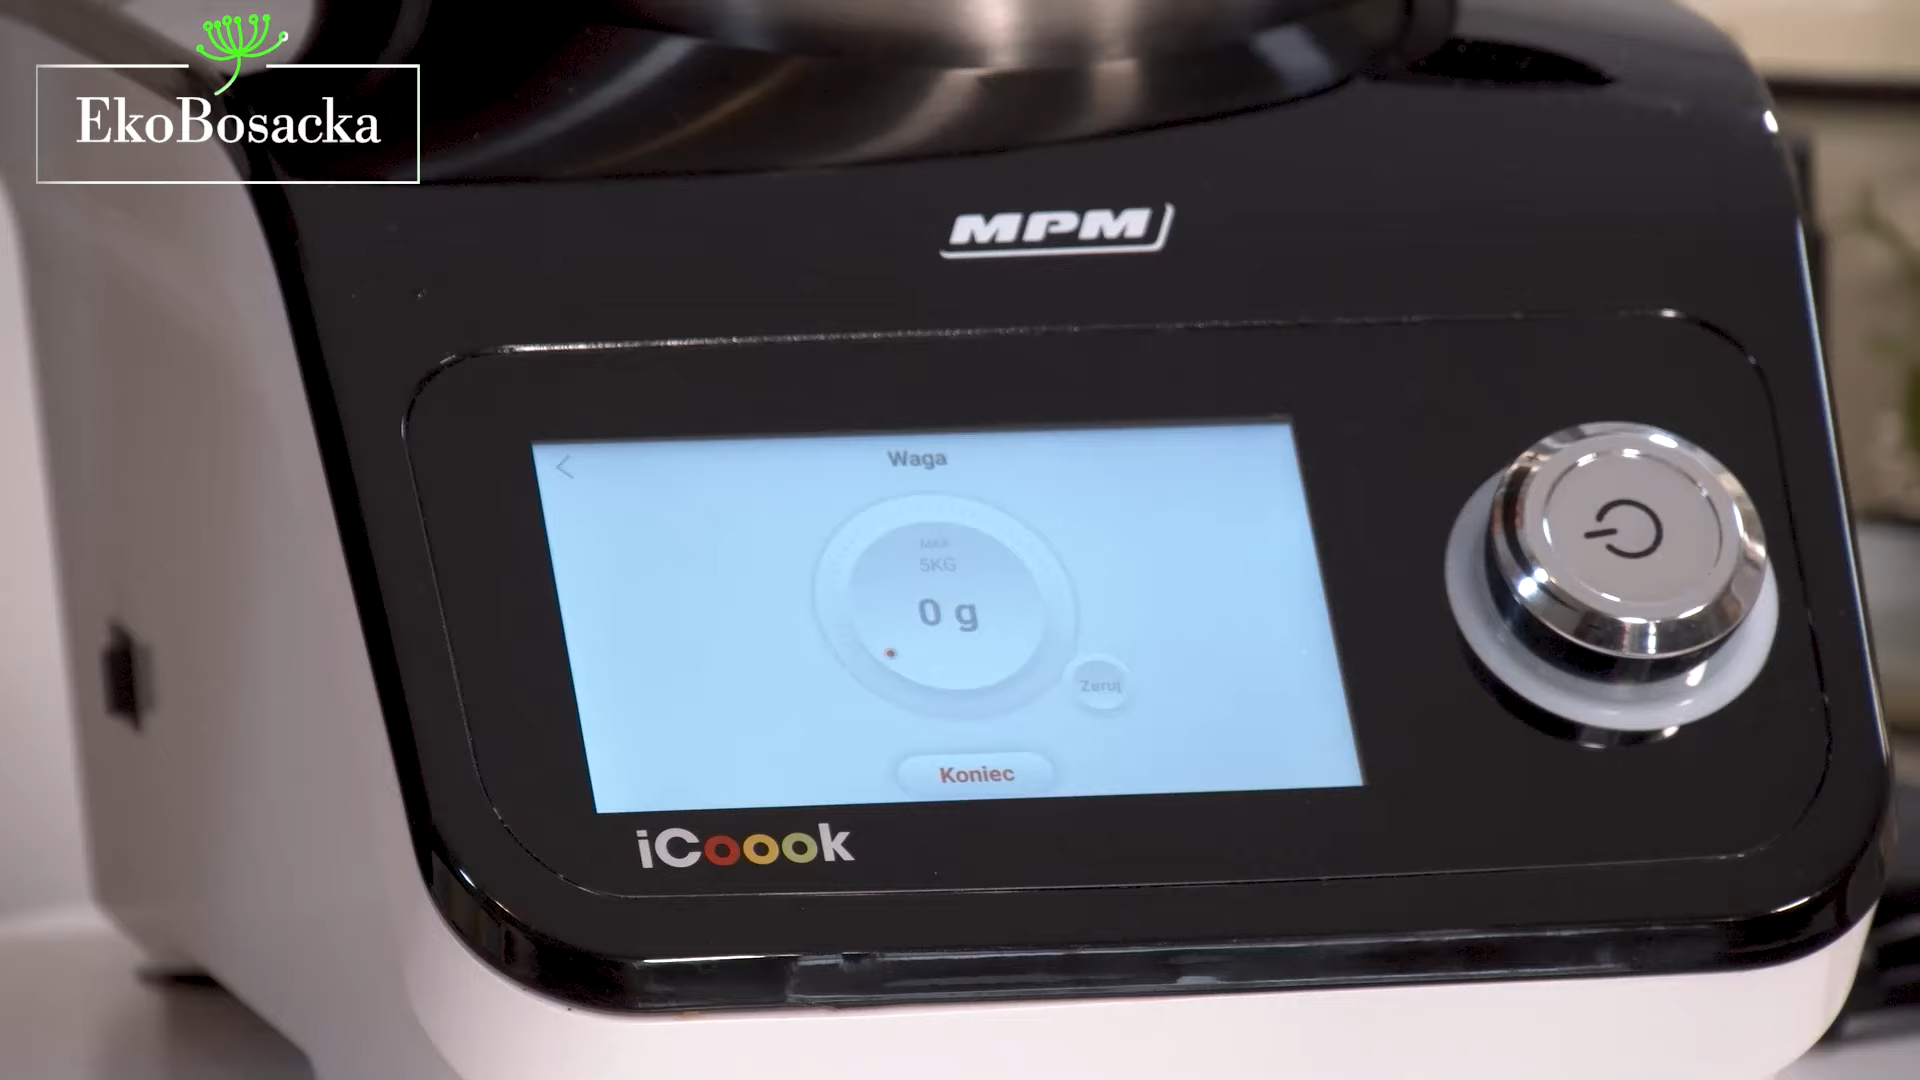 EkoBosacka
MPM
Waga
MAX
5KG
0 g
Zeruj
Koniec
iCoook